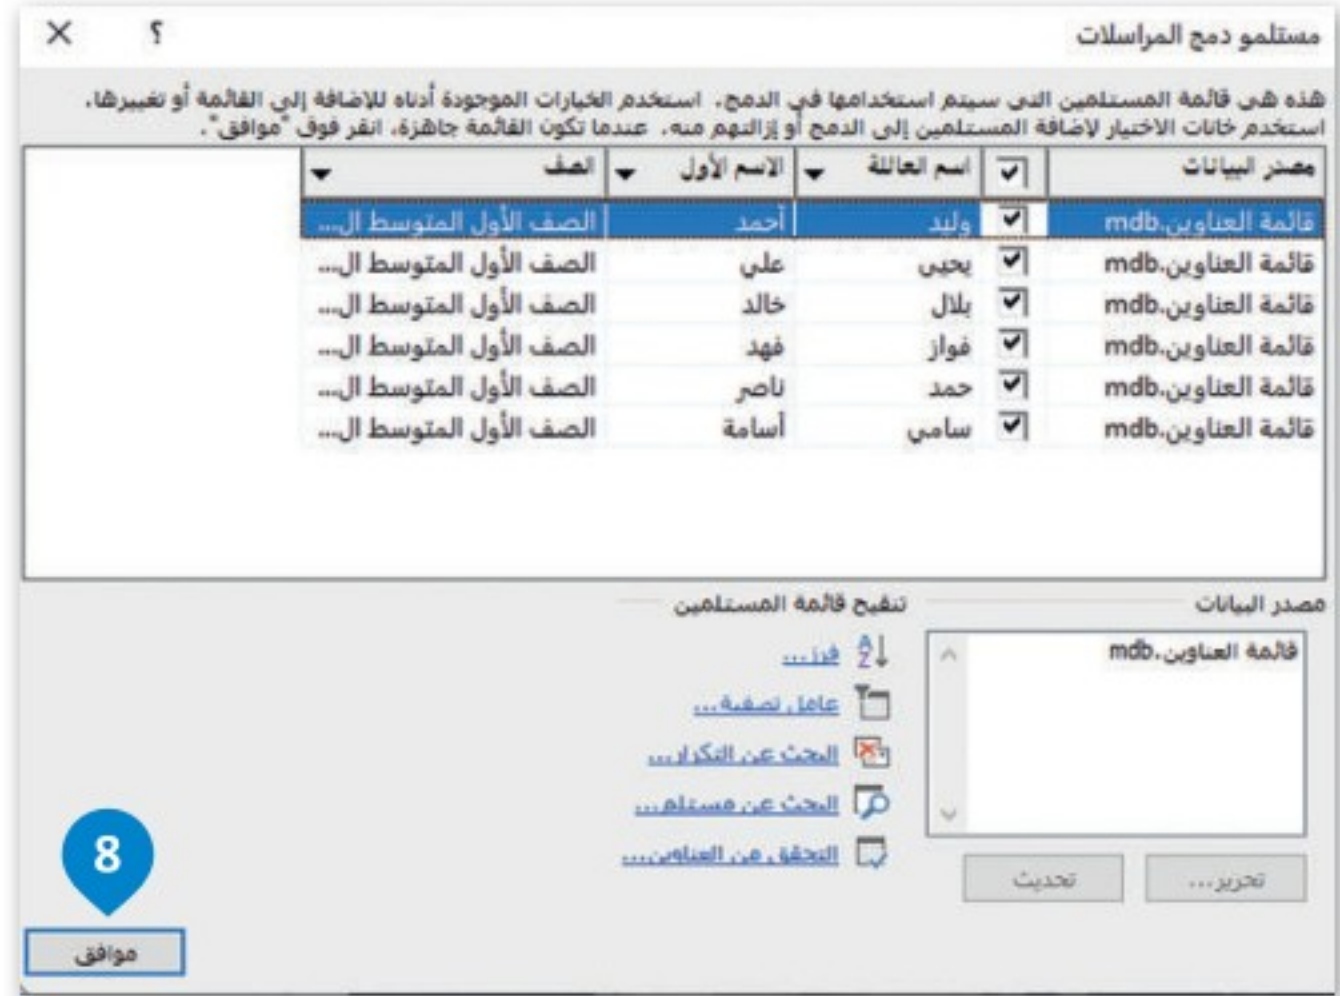 مستلمو دمج المراسلات ؟ ×
هذه هي قائمة المستلمين التي سيتم استخدامها في الدمج. استخدم الخيارات الموجودة أدناه للإضافة إلى القائمة أو تغييرها.
استخدم خانات الاختيار لإضافة المستلمين إلى الدمج أو إزالتهم منه. عندما تكون القائمة جاهزة، انقر فوق "موافق".
مصدر البيانات اسم العائلة الاسم الأول الصف
قائمة العناوين.mdb وليد أحمد الصف الأول المتوسط ال...
قائمة العناوين.mdb يحيى علي الصف الأول المتوسط ال...
قائمة العناوين.mdb بلال خالد الصف الأول المتوسط ال...
قائمة العناوين.mdb فواز فهد الصف الأول المتوسط ال...
قائمة العناوين.mdb حمد ناصر الصف الأول المتوسط ال...
قائمة العناوين.mdb سامي أسامة الصف الأول المتوسط ال...
مصدر البيانات
قائمة العناوين.mdb
تحرير... تحديث
تنقيح قائمة المستلمين
فرز...
عامل تصفية...
البحث عن التكرار...
البحث عن مستلم...
التحقق من العناوين...
8
موافق